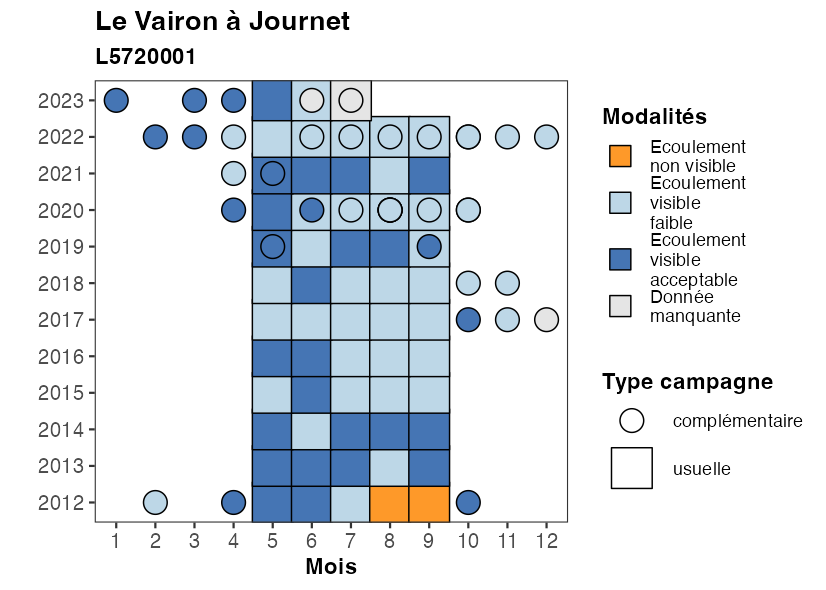 Le Vairon à Journet
L5720001
2023
2022
2021
2020
2019
2018
2017
2016
2015
2014
2013
2012
1 2 3 4 5 6 7 8 9 10 11 12
Mois
Modalités
Ecoulement
non visible
Ecoulement
visible
faible
Ecoulement
visible
acceptable
Donnée
manquante
Type campagne
complémentaire
usuelle